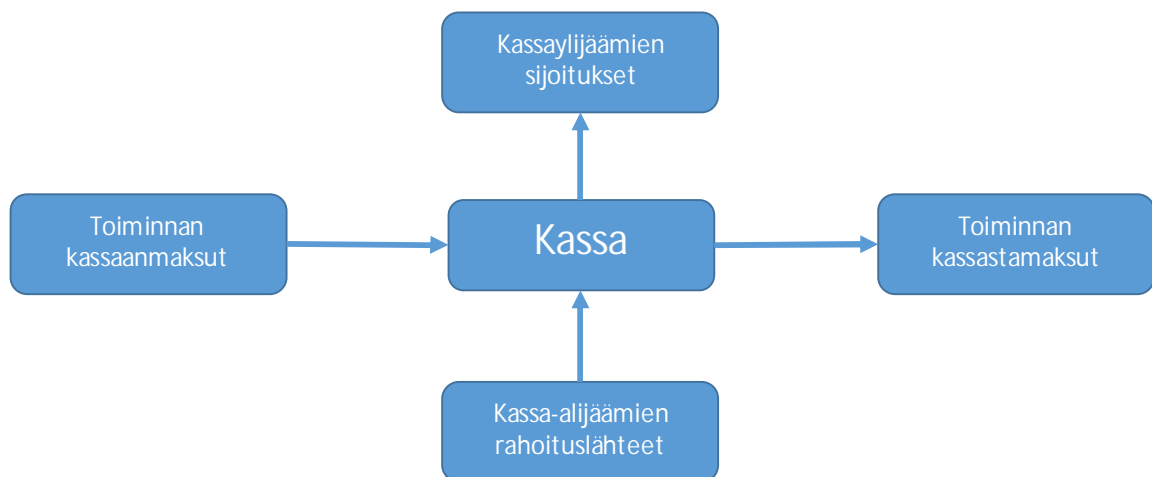 Kassaylijäämien
sijoitukset
Toiminnan
kassaanmaksut
Kassa
Toiminnan
kassastamaksut
Kassa-alijäämien
rahoituslähteet